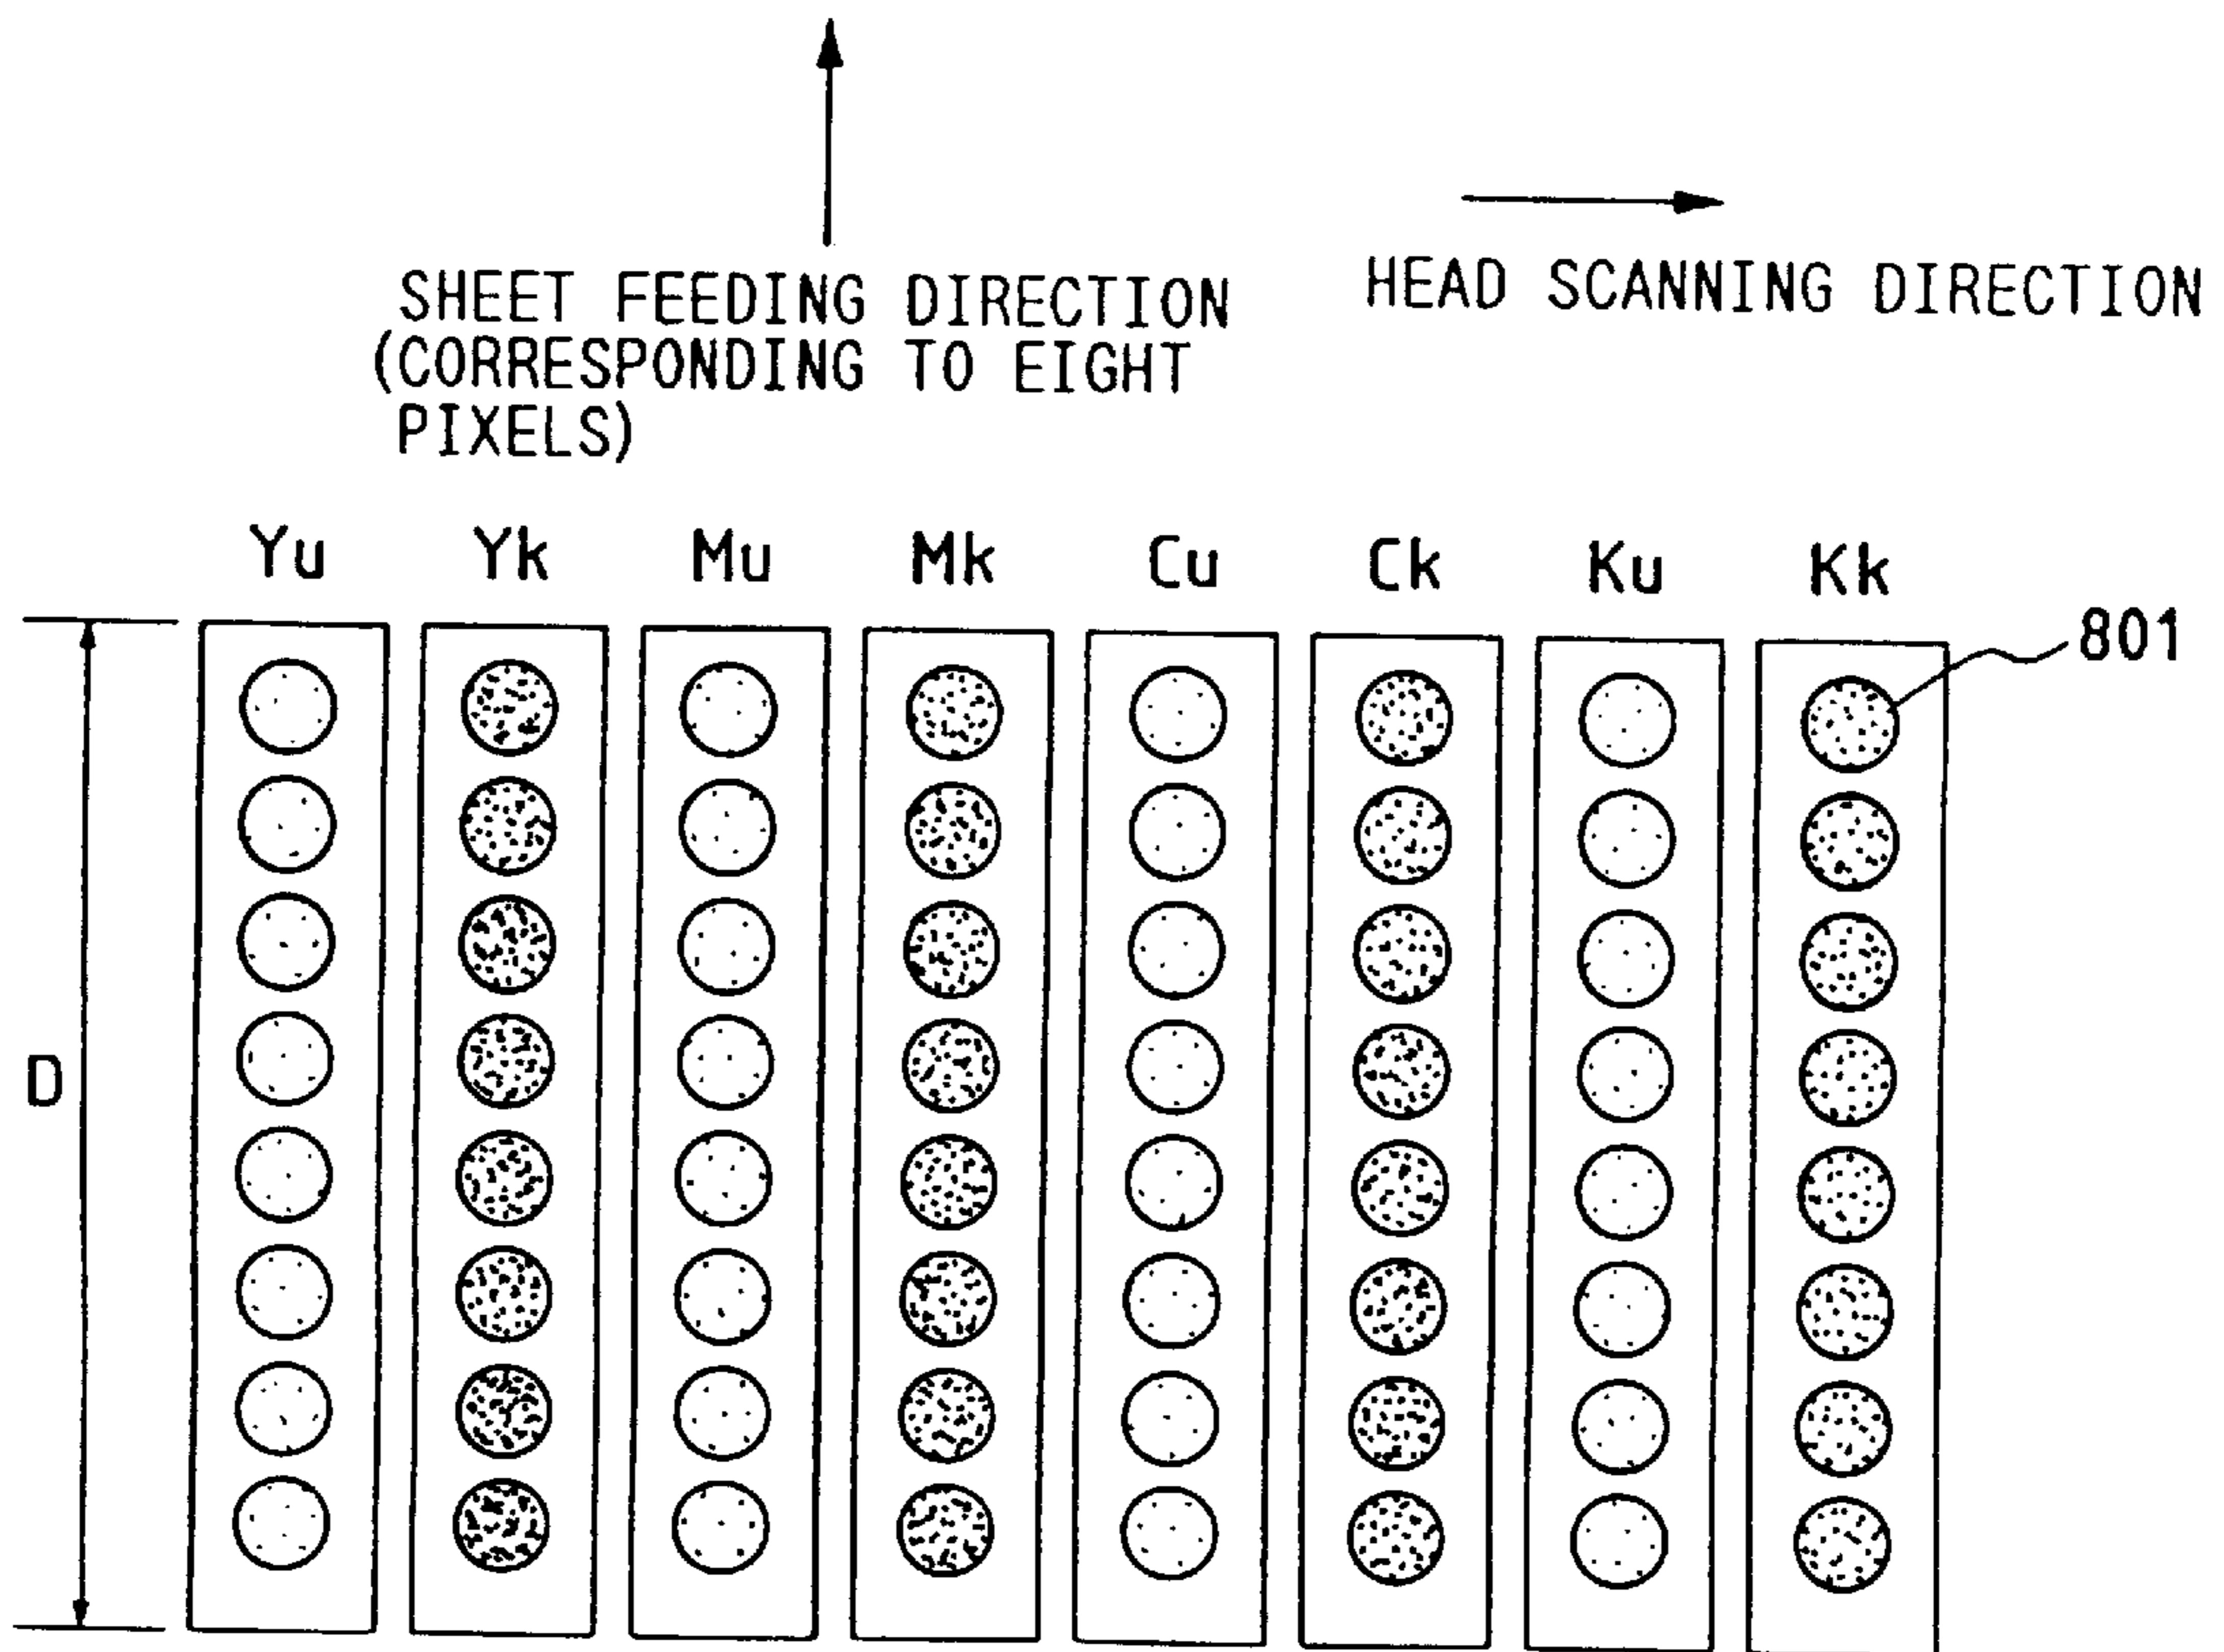 SHEET FEEDING DIRECTION
(CORRESPONDING TO EIGHT
PIXELS)
HEAD SCANNING DIRECTION
Yu Yk Mu Mk Cu Ck Ku Kk
801
D